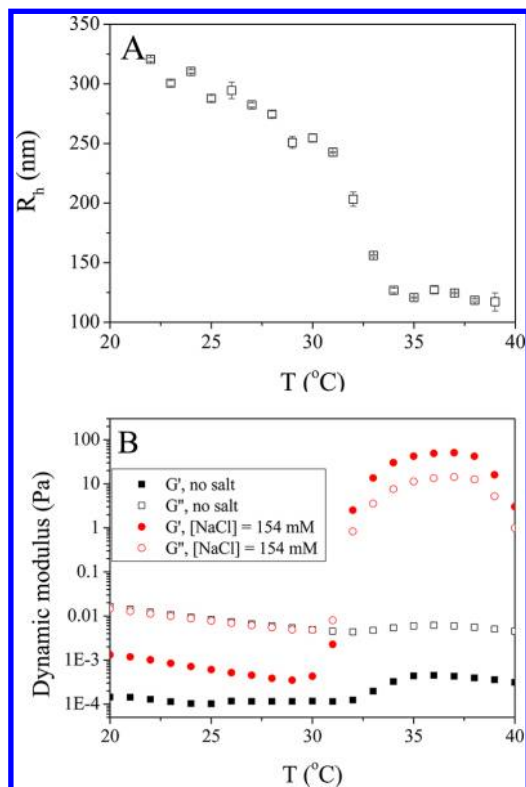 A
350
300
250
200
150
100
R_h (nm)
20 25 30 35 40
T (°C)
B
G', no salt
G", no salt
G', [NaCl] = 154 mM
G", [NaCl] = 154 mM
100
10
1
0.1
0.01
1E-3
1E-4
Dynamic modulus (Pa)
20 25 30 35 40
T (°C)